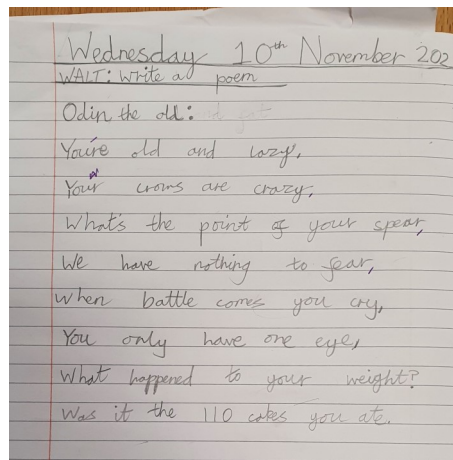 Wednesday 10th November 202
WALT: Write a poem
Odin the old:
You're old and lazy,
Your crows are crazy,
What's the point of your spear,
We have nothing to fear,
When battle comes you cry,
You only have one eye,
What happened to your weight?
Was it the 110 cakes you ate.